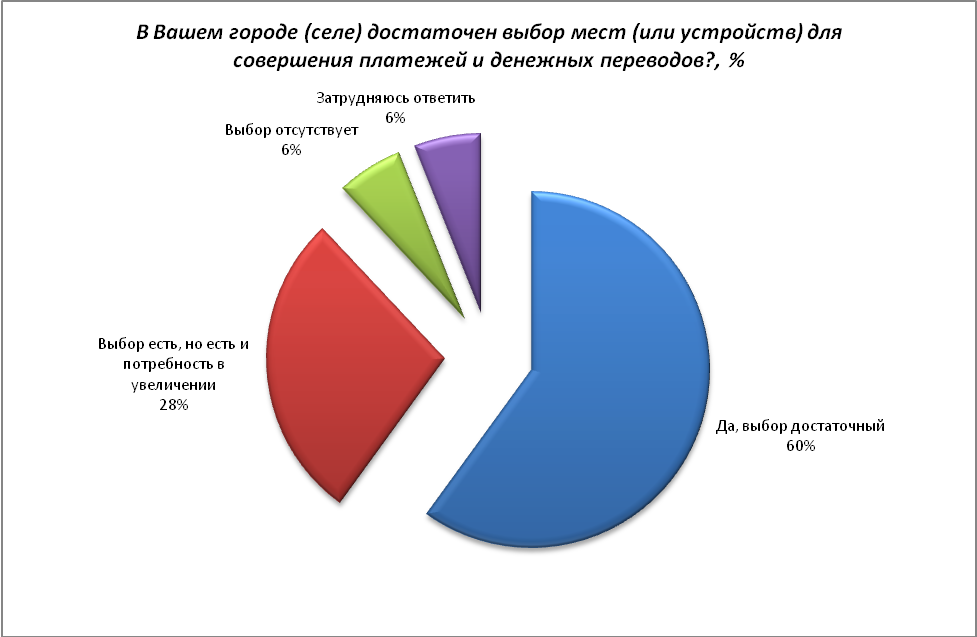 В Вашем городе (селе) достаточен выбор мест (или устройств) для
совершения платежей и денежных переводов?, %
Затрудняюсь ответить
6%
Выбор отсутствует
6%
Выбор есть, но есть и
потребность в
увеличении
28%
Да, выбор достаточный
60%